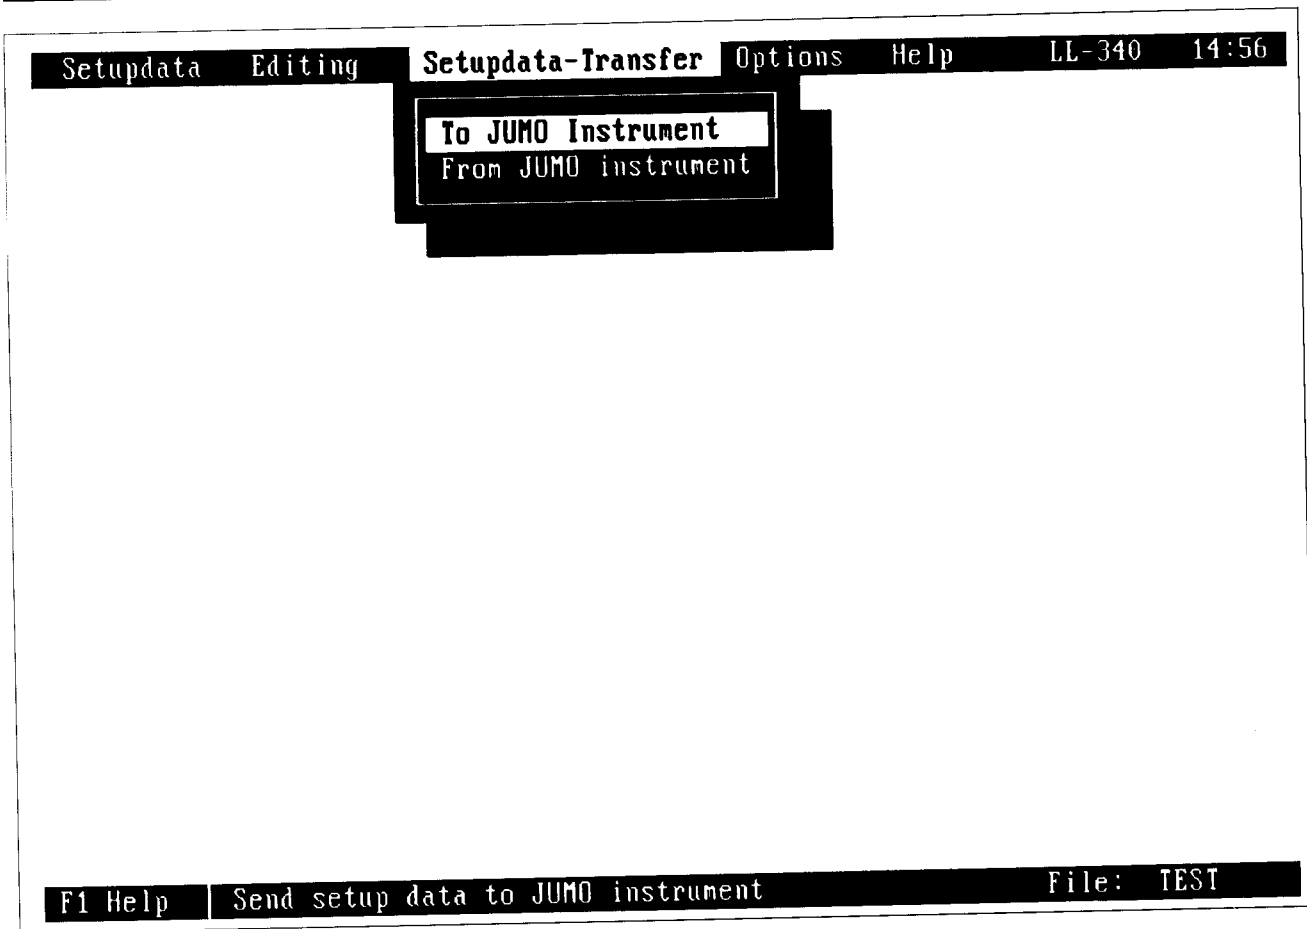 Setupdata Editing Setupdata-Transfer Options Help LL-340 14:56
To JUMO Instrument
From JUMO instrument
F1 Help Send setup data to JUMO instrument File: TEST